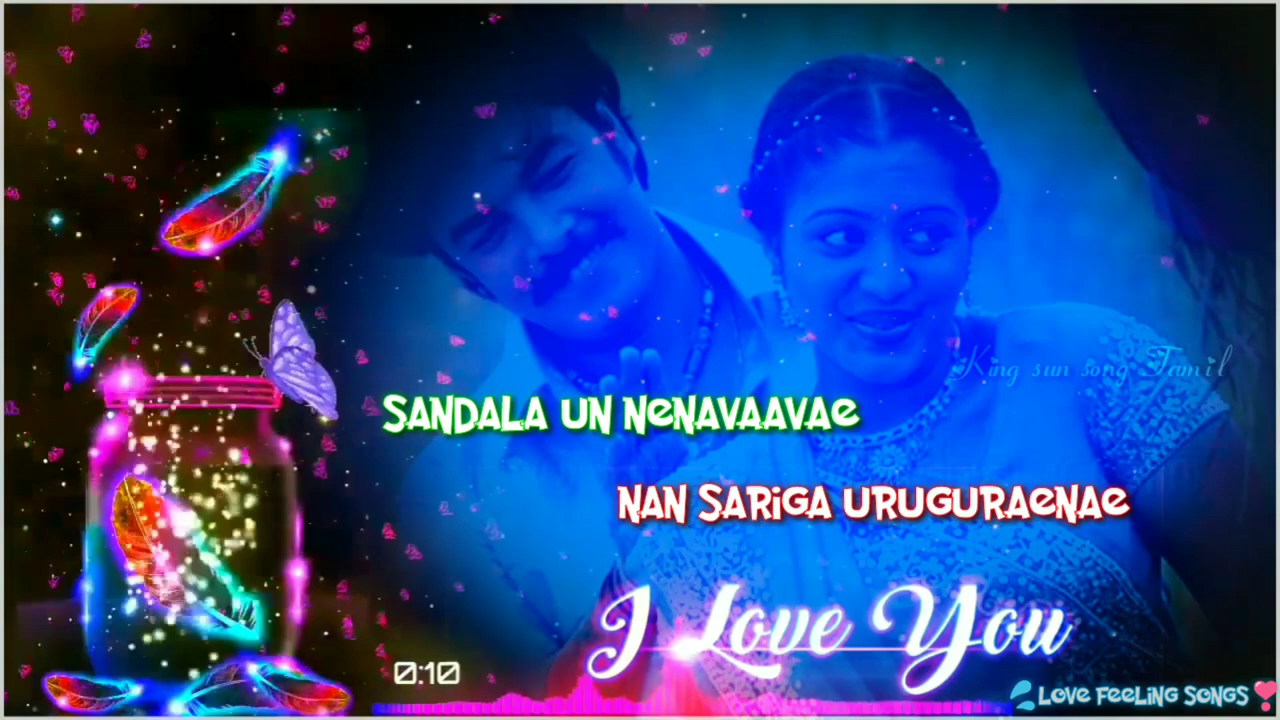 King sun song Tamil
SANDALA UN NENAVAAVAE
NAN SARIGA URUGURAENAE
I Love You
0:10
💦LOVE FEELING SONGS❣️